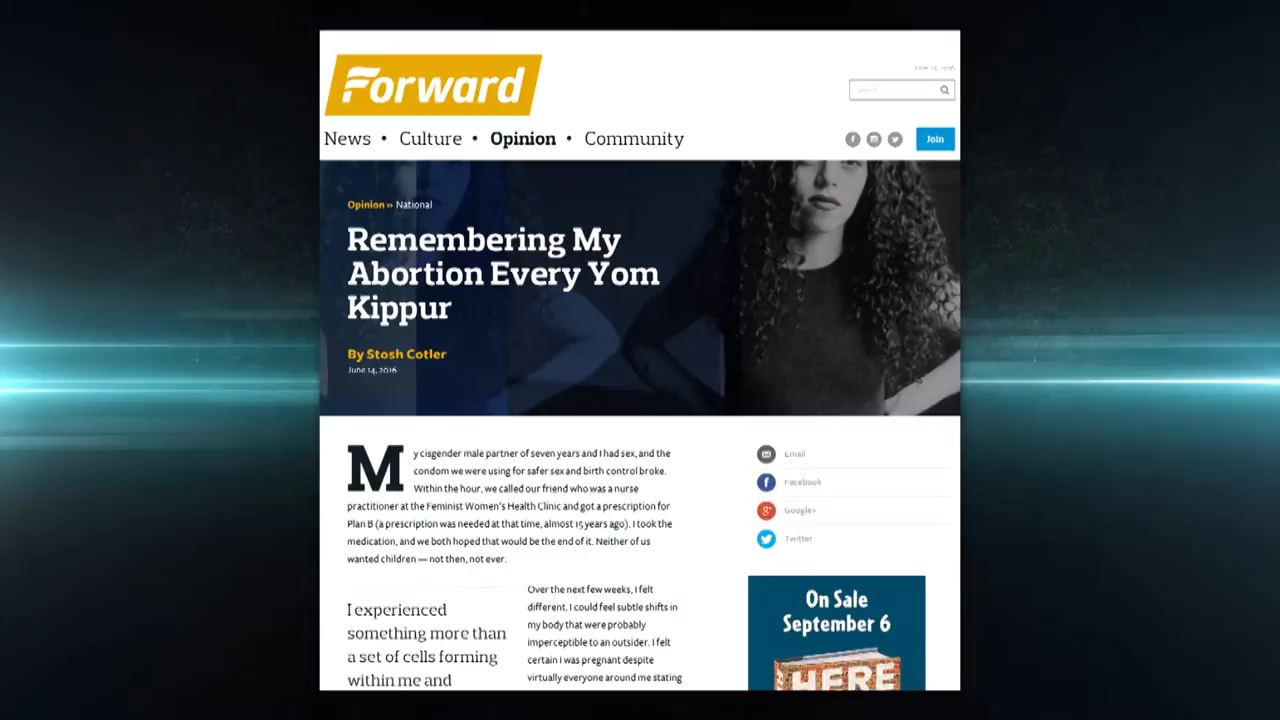 Forward
June 14, 2016
Search
News • Culture • Opinion • Community
Join
Opinion » National
Remembering My
Abortion Every Yom
Kippur
By Stosh Cotler
June 14, 2016
My cisgender male partner of seven years and I had sex, and the
condom we were using for safer sex and birth control broke.
Within the hour, we called our friend who was a nurse
practitioner at the Feminist Women's Health Clinic and got a prescription for
Plan B (a prescription was needed at that time, almost 15 years ago). I took the
medication, and we both hoped that would be the end of it. Neither of us
wanted children — not then, not ever.
I experienced
something more than
a set of cells forming
within me and
Over the next few weeks, I felt
different. I could feel subtle shifts in
my body that were probably
imperceptible to an outsider. I felt
certain I was pregnant despite
virtually everyone around me stating
Email
Facebook
Google+
Twitter
On Sale
September 6
HERE